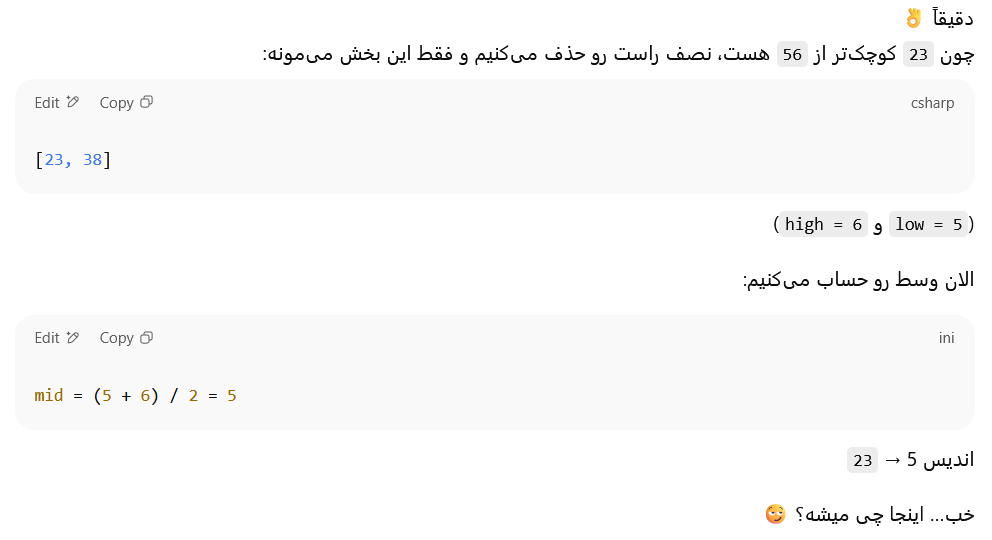 دقیقاً 👌
چون 23 کوچک‌تر از 56 هست، نصف راست رو حذف می‌کنیم و فقط این بخش می‌مونه:
csharp Copy Edit
[23, 38]
(low = 5 و high = 6)
الان وسط رو حساب می‌کنیم:
ini Copy Edit
mid = (5 + 6) / 2 = 5
اندیس 5 → 23
خب... اینجا چی میشه؟ 😏